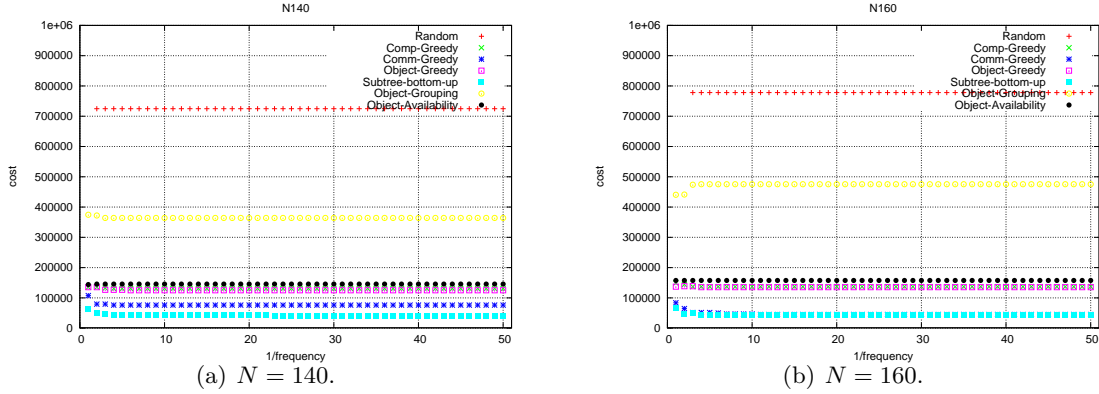 N140
1e+06
900000
800000
700000
600000
500000
400000
300000
200000
100000
0
cost
Random
Comp-Greedy
Comm-Greedy
Object-Greedy
Subtree-bottom-up
Object-Grouping
Object-Availability
0 10 20 30 40 50
1/frequency
(a) N = 140.
N160
1e+06
900000
800000
700000
600000
500000
400000
300000
200000
100000
0
cost
Random
Comp-Greedy
Comm-Greedy
Object-Greedy
Subtree-bottom-up
Object-Grouping
Object-Availability
0 10 20 30 40 50
1/frequency
(b) N = 160.